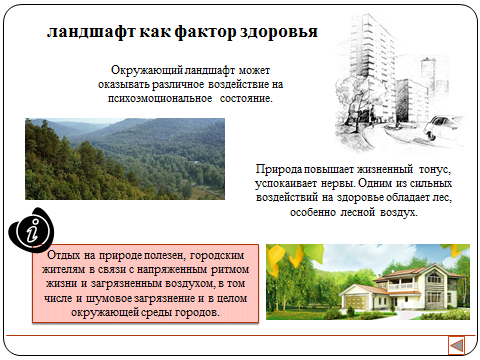 ландшафт как фактор здоровья
Окружающий ландшафт может
оказывать различное воздействие на
психоэмоциональное состояние.
Природа повышает жизненный тонус,
успокаивает нервы. Одним из сильных
воздействий на здоровье обладает лес,
особенно лесной воздух.
Отдых на природе полезен, городским
жителям в связи с напряженным ритмом
жизни и загрязненным воздухом, в том
числе и шумовое загрязнение и в целом
окружающей среды городов.